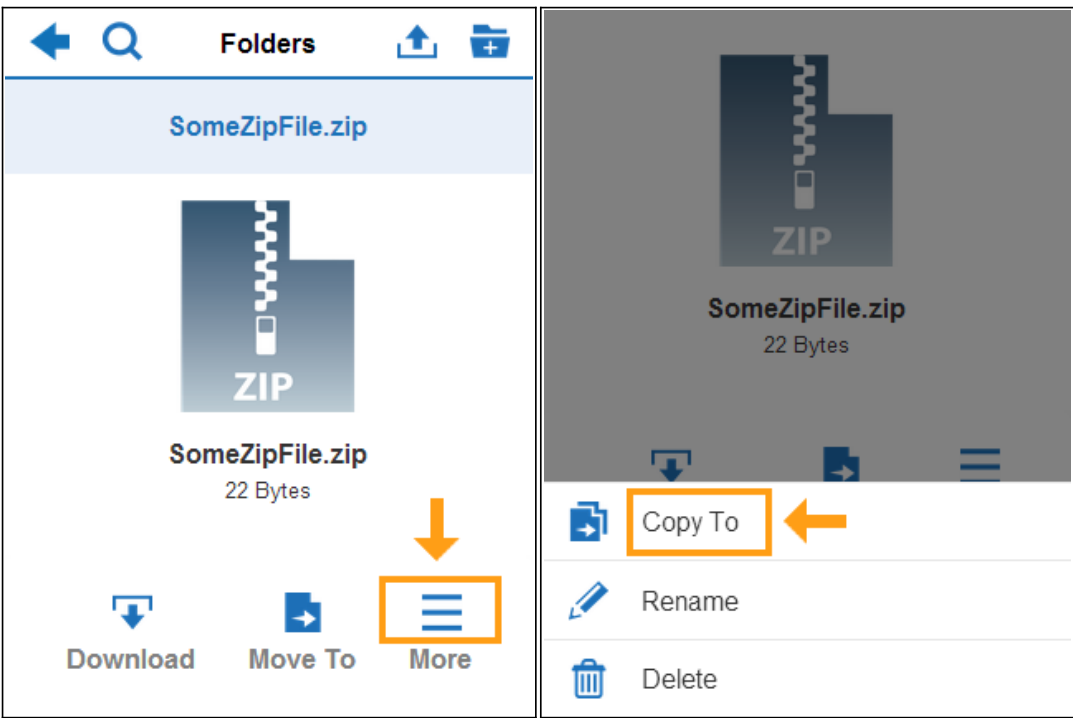 Folders
SomeZipFile.zip
ZIP
SomeZipFile.zip
22 Bytes
Download Move To More
ZIP
SomeZipFile.zip
22 Bytes
Copy To
Rename
Delete